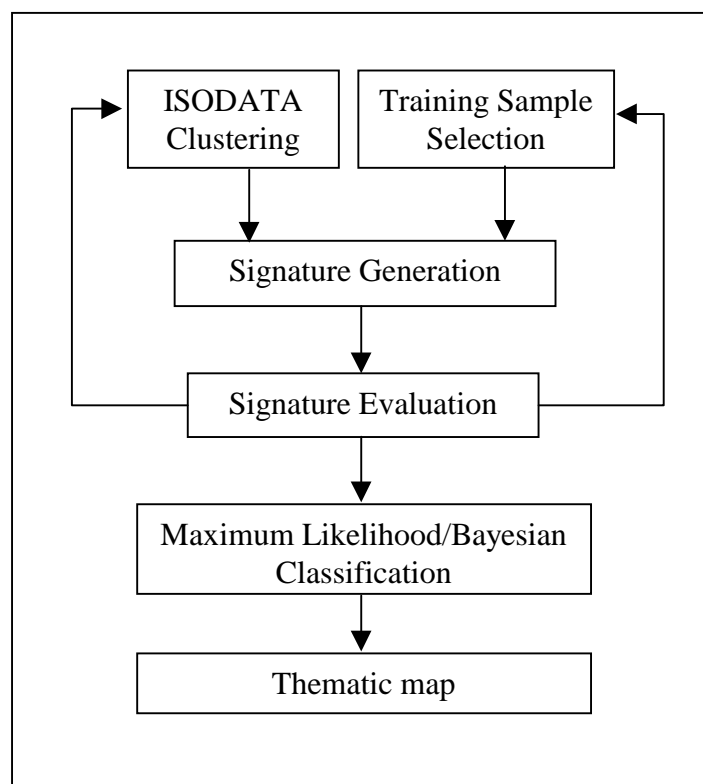 ISODATA
Clustering
Training Sample
Selection
Signature Generation
Signature Evaluation
Maximum Likelihood/Bayesian
Classification
Thematic map